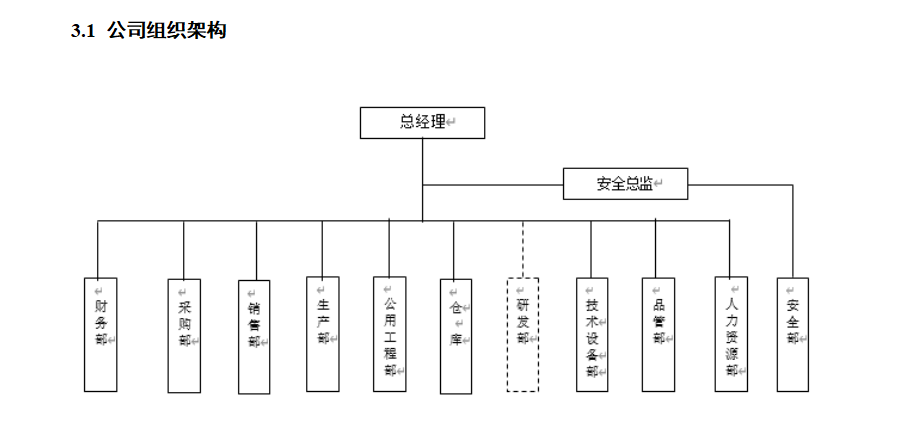 3.1 公司组织架构
总经理
安全总监
财务部
采购部
销售部
生产部
公用工程部
仓库
研发部
技术设备部
品管部
人力资源部
安全部